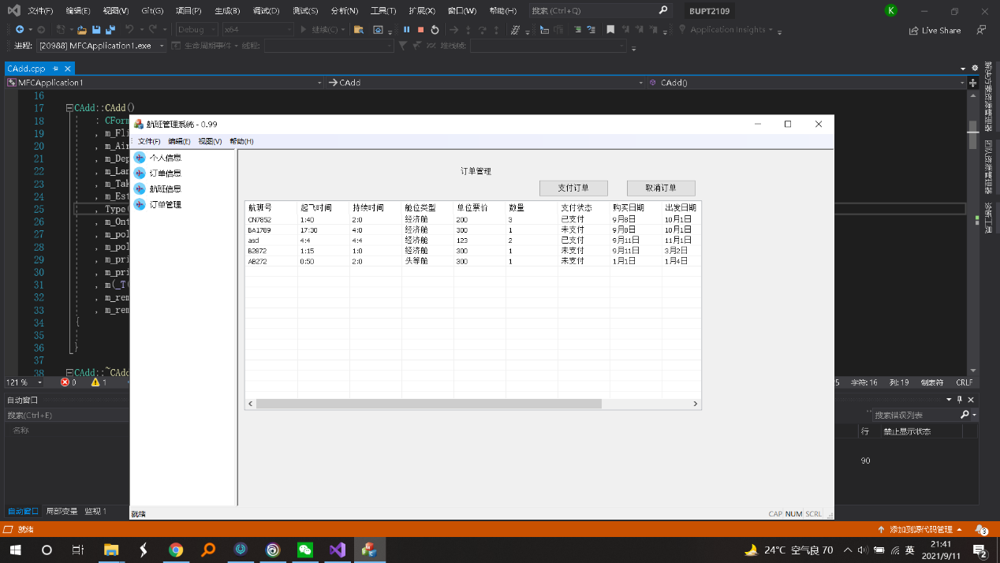 文件(F) 编辑(E) 视图(V) Git(G) 项目(P) 生成(B) 调试(D) 测试(S) 分析(N) 工具(T) 扩展(X) 窗口(W) 帮助(H) 搜索 (Ctrl+Q) BUPT2109 K
Debug x64 继续(C) Application Insights Live Share
进程: [20988] MFCApplication1.exe 生命周期事件 线程: 堆栈帧:
CAdd.cpp
MFCApplication1 CAdd CAdd()
16
17 CAdd::CAdd()
18 : CForm
19 , m_Fli
20 , m_Air
21 , m_Dep
22 , m_Lan
23 , m_Tak
24 , m_Est
25 , Type(
26 , m_Ont
27 , m_pol
28 , m_pol
29 , m_pri
30 , m_pri
31 , m(_T(
32 , m_rem
33 , m_rem
34 {
35
36 }
37
38 CAdd::~CAdd
航班管理系统 - 0.99
文件(F) 编辑(E) 视图(V) 帮助(H)
个人信息
订单信息
航班信息
订单管理
订单管理
支付订单 取消订单
航班号 起飞时间 持续时间 舱位类型 单位票价 数量 支付状态 购买日期 出发日期
CN7852 1:40 2:0 经济舱 200 3 已支付 9月8日 10月1日
BA1789 17:30 4:0 经济舱 300 1 未支付 9月8日 10月1日
asd 4:4 4:4 经济舱 123 2 已支付 9月11日 11月1日
B2872 1:15 1:0 经济舱 300 1 未支付 9月11日 3月2日
AB272 0:50 2:0 头等舱 300 1 未支付 1月1日 1月4日
就绪 CAP NUM SCRL
121 % 0 1 字符: 16 列: 19 制表符 CRLF
自动窗口
搜索(Ctrl+E) 搜索错误列表
名称 行 禁止显示状态
90
自动窗口 局部变量 监视 1
就绪 添加到源代码管理 3
24°C 空气良 70 英 21:41
2021/9/11 2